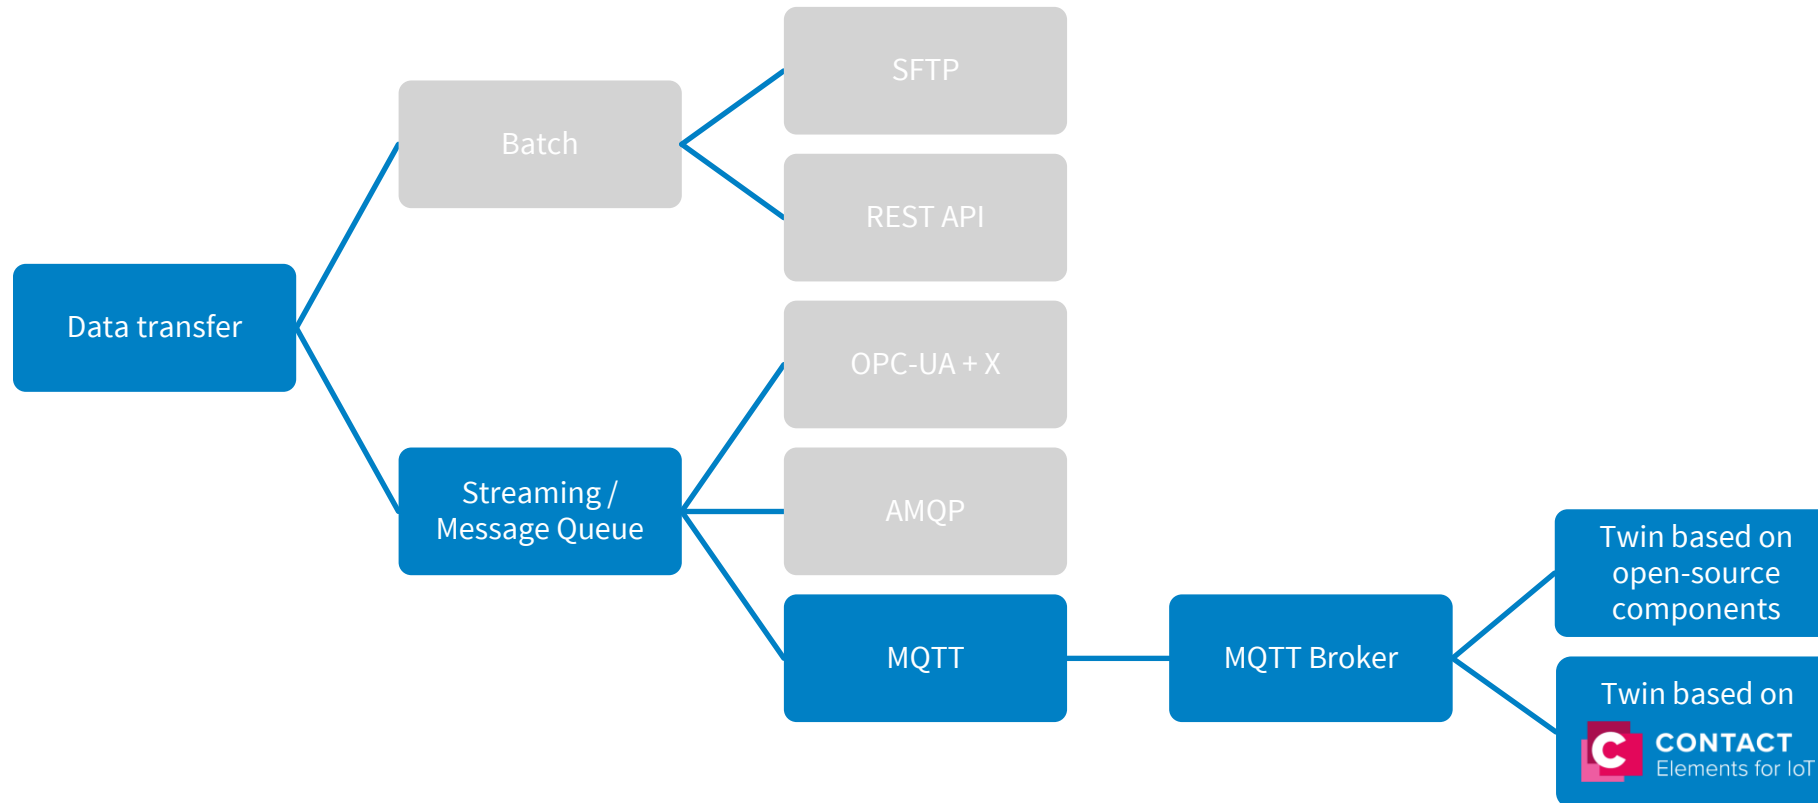 SFTP
Batch
REST API
Data transfer
OPC-UA + X
Streaming /
Message Queue
AMQP
MQTT
MQTT Broker
Twin based on
open-source
components
Twin based on
C CONTACT
Elements for IoT